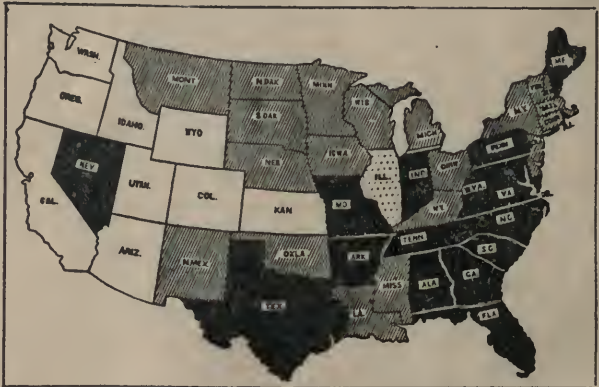 WASH.
MONT
N.DAK
MINN
ME
OREG.
IDAHO.
S.DAK
WIS
MICH
N.Y.
WYO
IOWA
PENN
NEV
NEB
ILL.
IND
OHIO
UTAH.
COL.
W.VA.
VA
CAL.
KAN
MO
KY.
N.C.
TENN
ARIZ.
N.MEX
OKLA
ARK
S.C.
MISS
ALA
GA
TEX.
LA
FLA